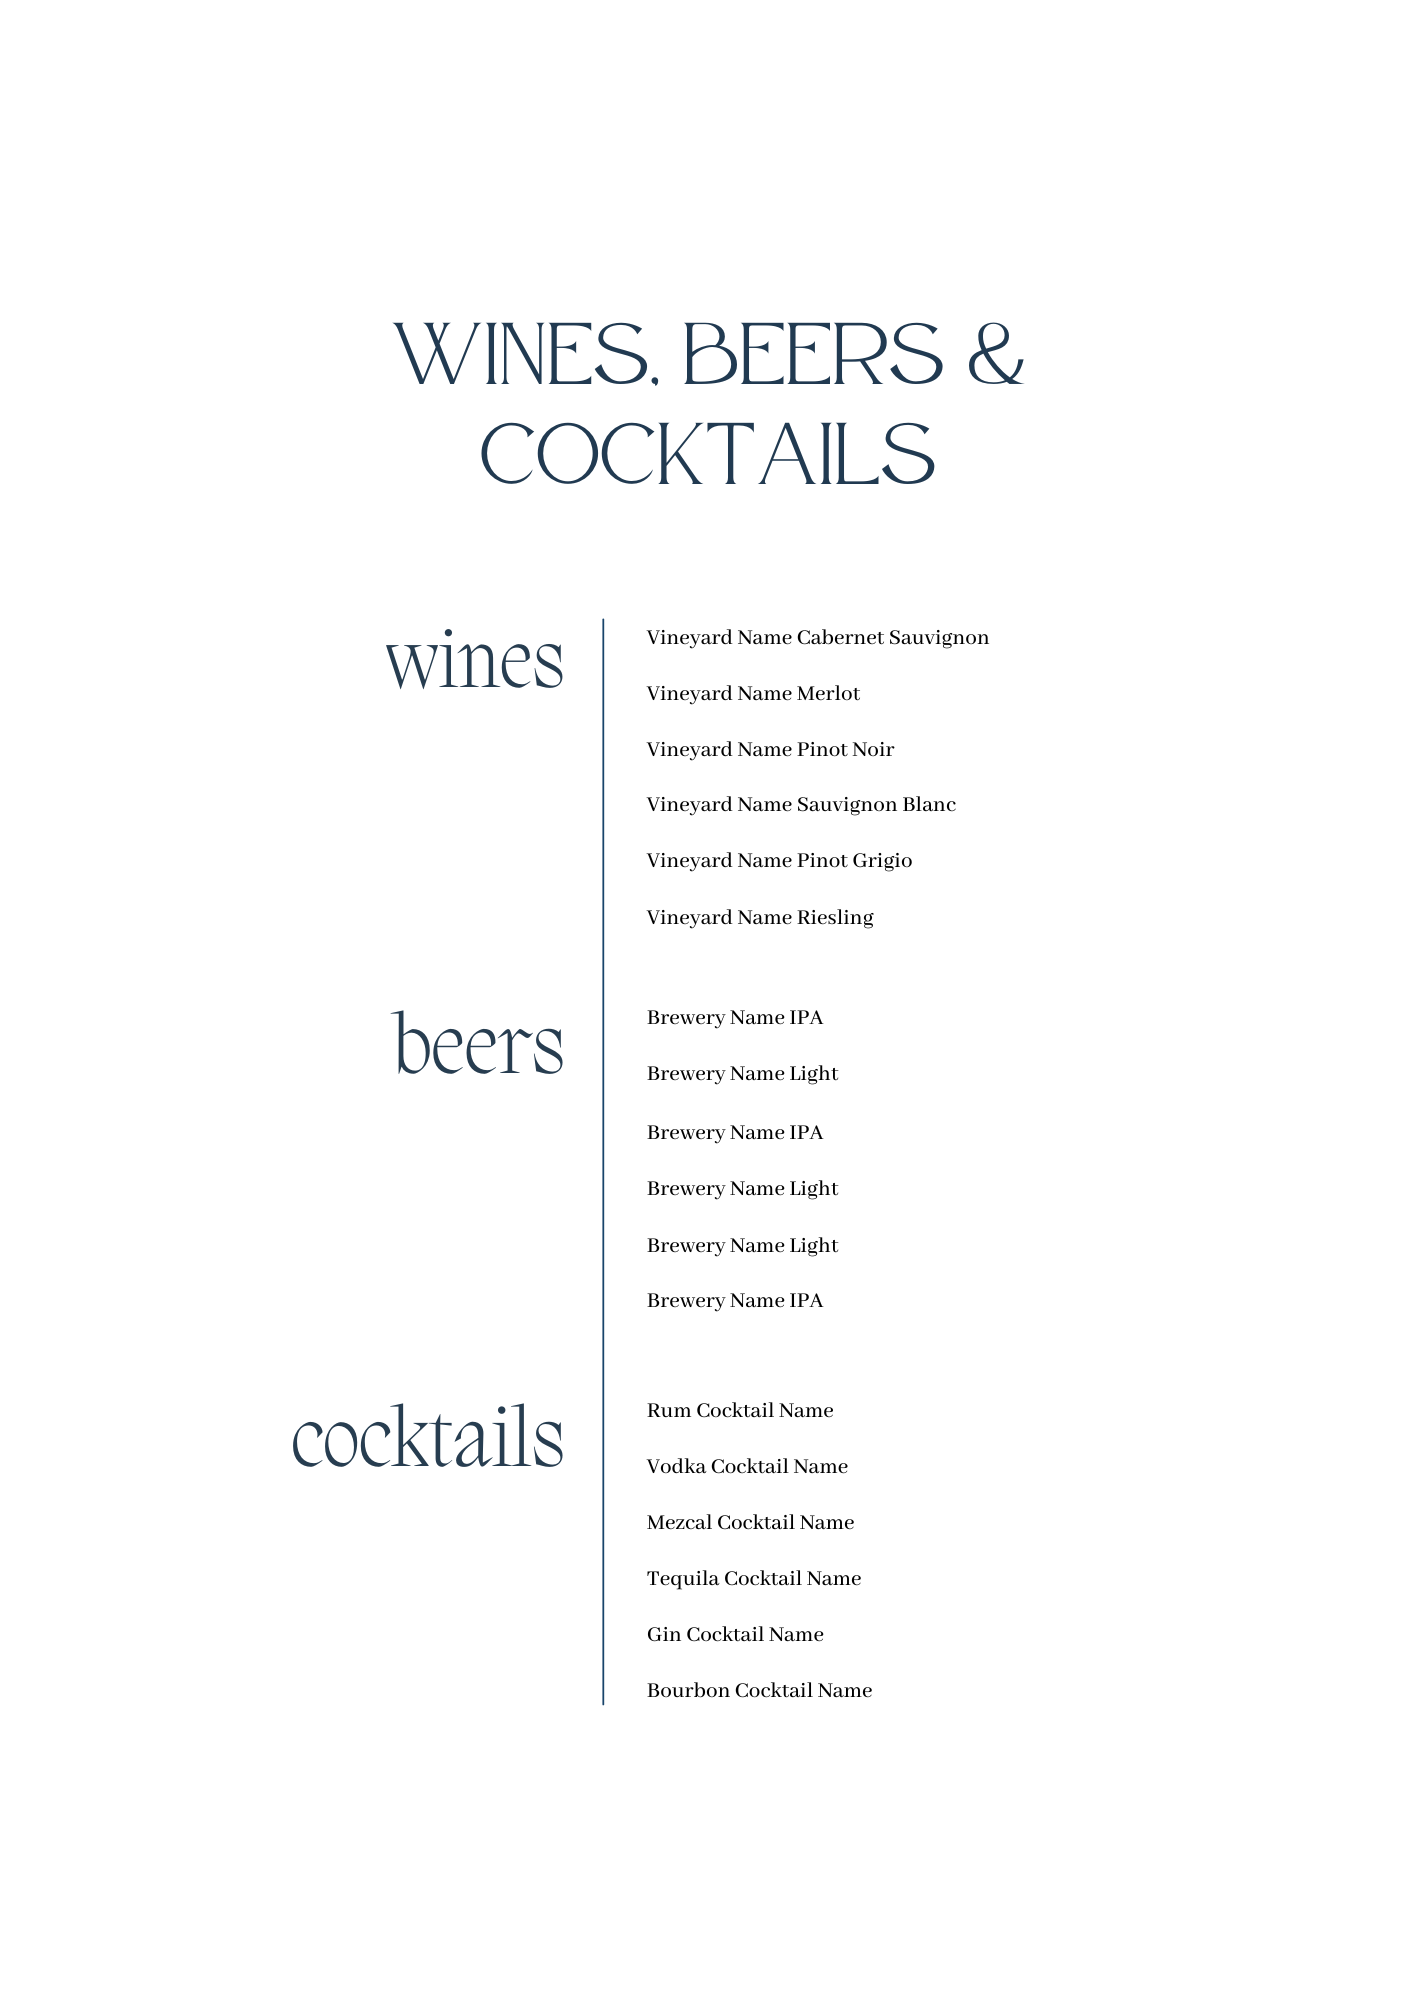 WINES, BEERS &
COCKTAILS
wines
Vineyard Name Cabernet Sauvignon
Vineyard Name Merlot
Vineyard Name Pinot Noir
Vineyard Name Sauvignon Blanc
Vineyard Name Pinot Grigio
Vineyard Name Riesling
beers
Brewery Name IPA
Brewery Name Light
Brewery Name IPA
Brewery Name Light
Brewery Name Light
Brewery Name IPA
cocktails
Rum Cocktail Name
Vodka Cocktail Name
Mezcal Cocktail Name
Tequila Cocktail Name
Gin Cocktail Name
Bourbon Cocktail Name